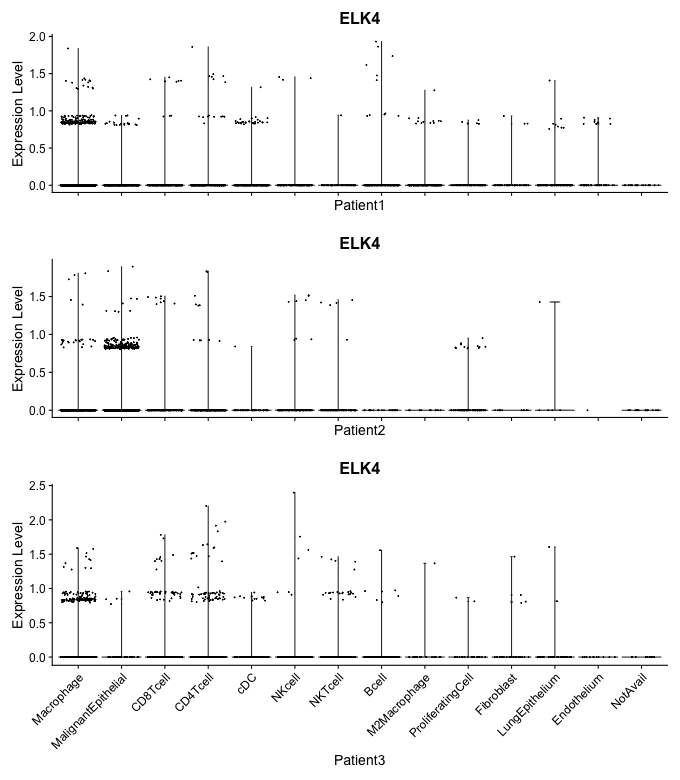 ELK4
Expression Level
2.0
1.5
1.0
0.5
0.0
Patient1
ELK4
Expression Level
1.5
1.0
0.5
0.0
Patient2
ELK4
Expression Level
2.5
2.0
1.5
1.0
0.5
0.0
Macrophage
MalignantEpithelial
CD8Tcell
CD4Tcell
cDC
NKcell
NKTcell
Bcell
M2Macrophage
ProliferatingCell
Fibroblast
LungEpithelium
Endothelium
NotAvail
Patient3